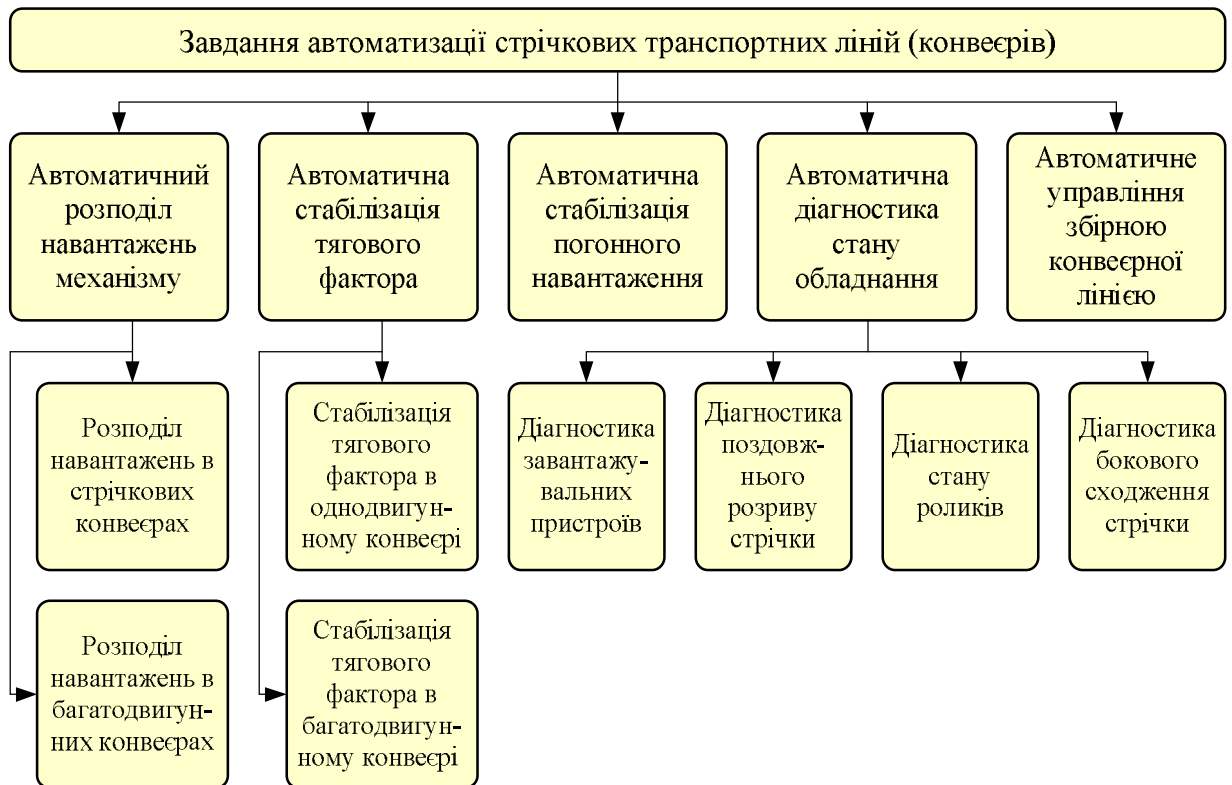 Завдання автоматизації стрічкових транспортних ліній (конвеєрів)
Автоматичний
розподіл
навантажень
механізму
Автоматична
стабілізація
тягового
фактора
Автоматична
стабілізація
погонного
навантаження
Автоматична
діагностика
стану
обладнання
Автоматичне
управління
збірною
конвеєрної
лінією
Розподіл
навантажень в
стрічкових
конвеєрах
Стабілізація
тягового
фактора в
однодвигун-
ному конвеєрі
Діагностика
завантажу-
вальних
пристроїв
Діагностика
поздовж-
нього
розриву
стрічки
Діагностика
стану
роликів
Діагностика
бокового
сходження
стрічки
Розподіл
навантажень в
багатодвигун-
них конвеєрах
Стабілізація
тягового
фактора в
багатодвигун-
ному конвеєрі